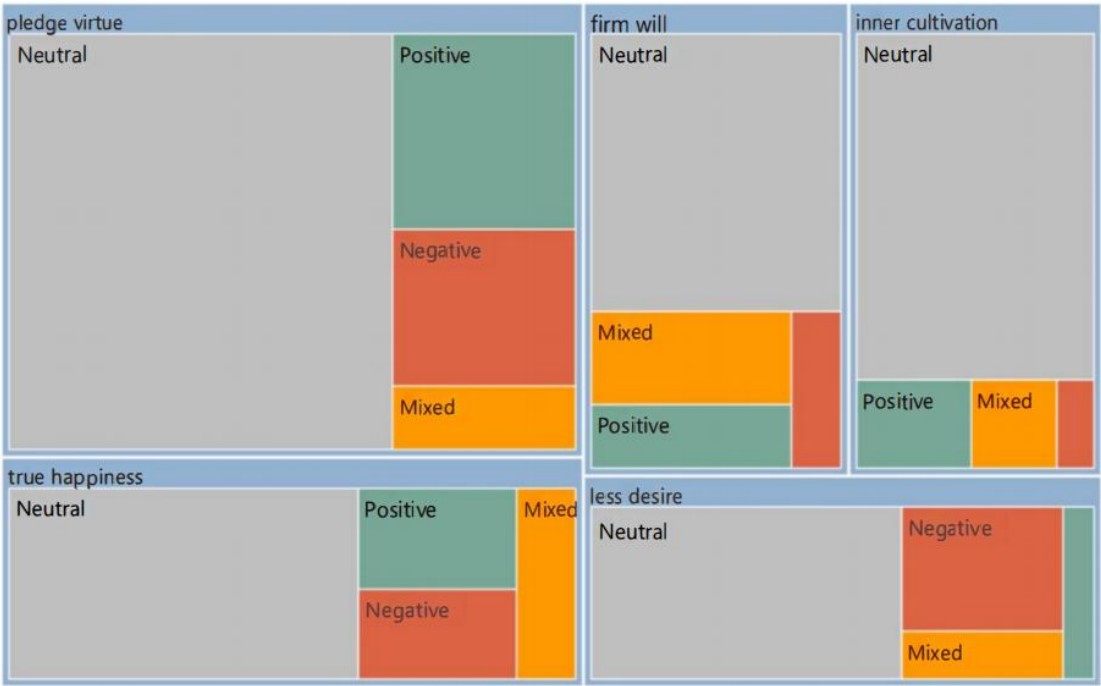 pledge virtue
Neutral
Positive
Negative
Mixed
firm will
Neutral
Mixed
Positive
inner cultivation
Neutral
Positive
Mixed
true happiness
Neutral
Positive
Negative
Mixed
less desire
Neutral
Negative
Mixed